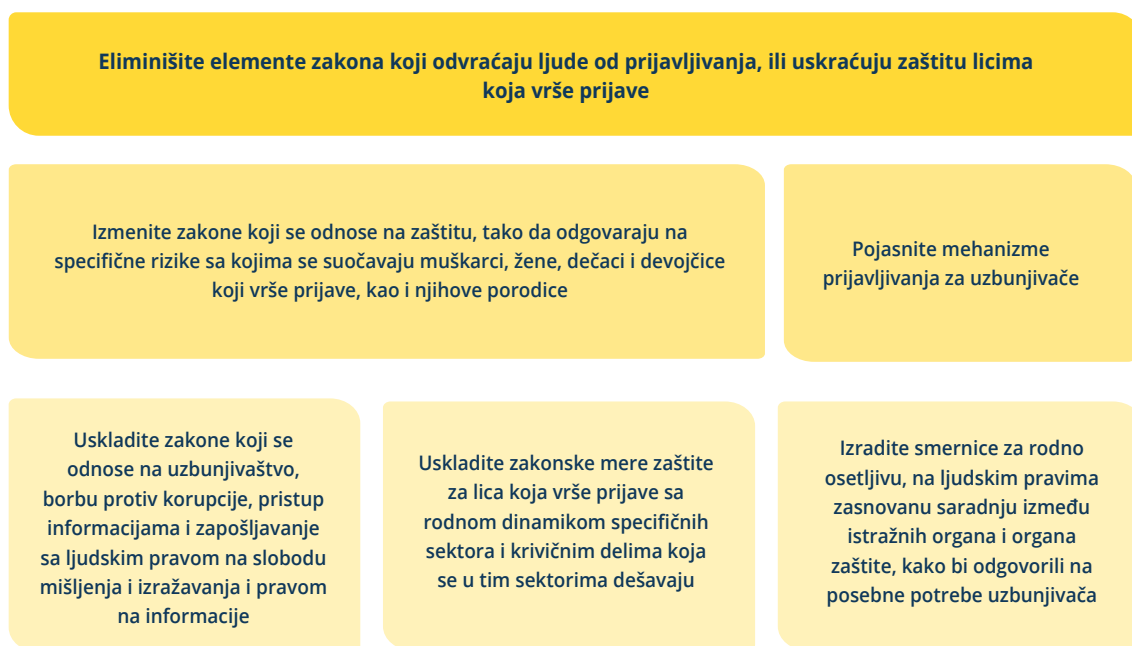 Eliminišite elemente zakona koji odvraćaju ljude od prijavljivanja, ili uskraćuju zaštitu licima
koja vrše prijave
Izmenite zakone koji se odnose na zaštitu, tako da odgovaraju na
specifične rizike sa kojima se suočavaju muškarci, žene, dečaci i devojčice
koji vrše prijave, kao i njihove porodice
Pojasnite mehanizme
prijavljivanja za uzbunjivače
Uskladite zakone koji se
odnose na uzbunjivaštvo,
borbu protiv korupcije, pristup
informacijama i zapošljavanje
sa ljudskim pravom na slobodu
mišljenja i izražavanja i pravom
na informacije
Uskladite zakonske mere zaštite
za lica koja vrše prijave sa
rodnom dinamikom specifičnih
sektora i krivičnim delima koja
se u tim sektorima dešavaju
Izradite smernice za rodno
osetljivu, na ljudskim pravima
zasnovanu saradnju između
istražnih organa i organa
zaštite, kako bi odgovorili na
posebne potrebe uzbunjivača